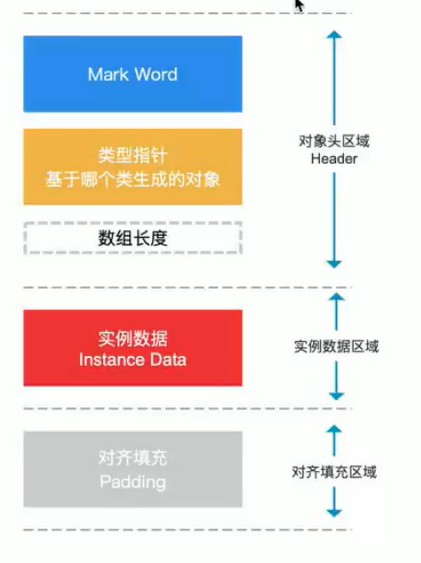 Mark Word
类型指针
基于哪个类生成的对象
对象头区域
Header
数组长度
实例数据
Instance Data
实例数据区域
对齐填充
Padding
对齐填充区域